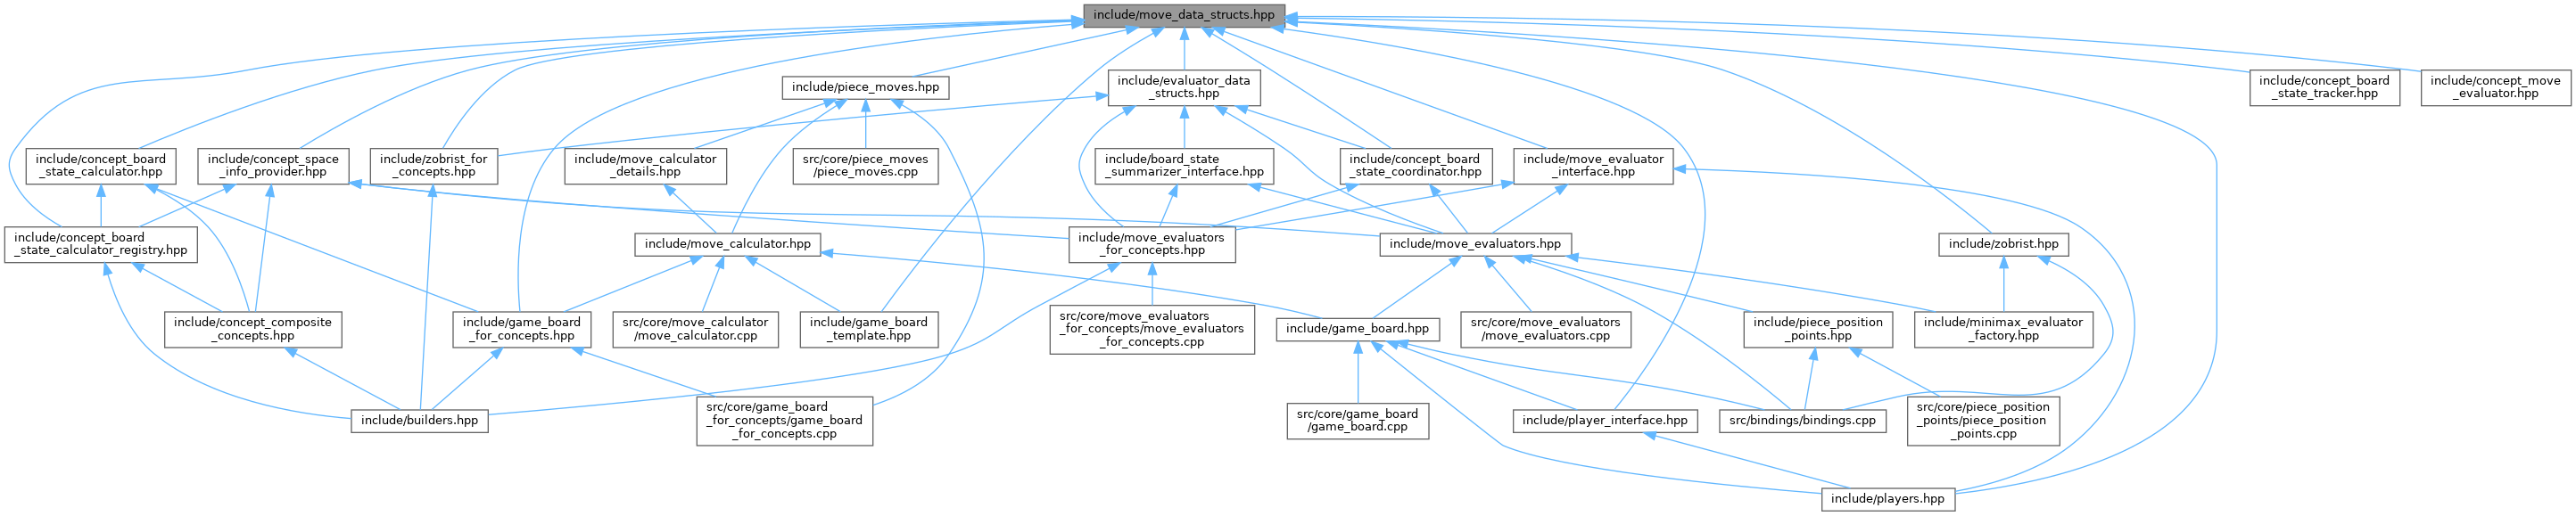 include/move_data_structs.hpp
include/piece_moves.hpp
include/evaluator_data
_structs.hpp
include/concept_board
_state_tracker.hpp
include/concept_move
_evaluator.hpp
include/concept_board
_state_calculator.hpp
include/concept_space
_info_provider.hpp
include/zobrist_for
_concepts.hpp
include/move_calculator
_details.hpp
src/core/piece_moves
/piece_moves.cpp
include/board_state
_summarizer_interface.hpp
include/concept_board
_state_coordinator.hpp
include/move_evaluator
_interface.hpp
include/concept_board
_state_calculator_registry.hpp
include/move_calculator.hpp
include/move_evaluators
_for_concepts.hpp
include/move_evaluators.hpp
include/zobrist.hpp
include/concept_composite
_concepts.hpp
include/game_board
_for_concepts.hpp
src/core/move_calculator
/move_calculator.cpp
include/game_board
_template.hpp
src/core/move_evaluators
_for_concepts/move_evaluators
_for_concepts.cpp
include/game_board.hpp
src/core/move_evaluators
/move_evaluators.cpp
include/piece_position
_points.hpp
include/minimax_evaluator
_factory.hpp
include/builders.hpp
src/core/game_board
_for_concepts/game_board
_for_concepts.cpp
src/core/game_board
/game_board.cpp
include/player_interface.hpp
src/bindings/bindings.cpp
src/core/piece_position
_points/piece_position
_points.cpp
include/players.hpp